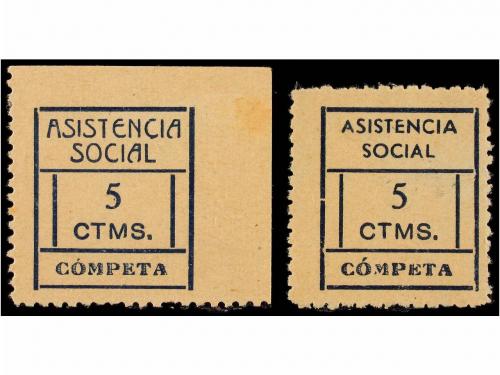 ASISTENCIA
SOCIAL
5
CTMS.
CÓMPETA
ASISTENCIA
SOCIAL
5
CTMS.
CÓMPETA